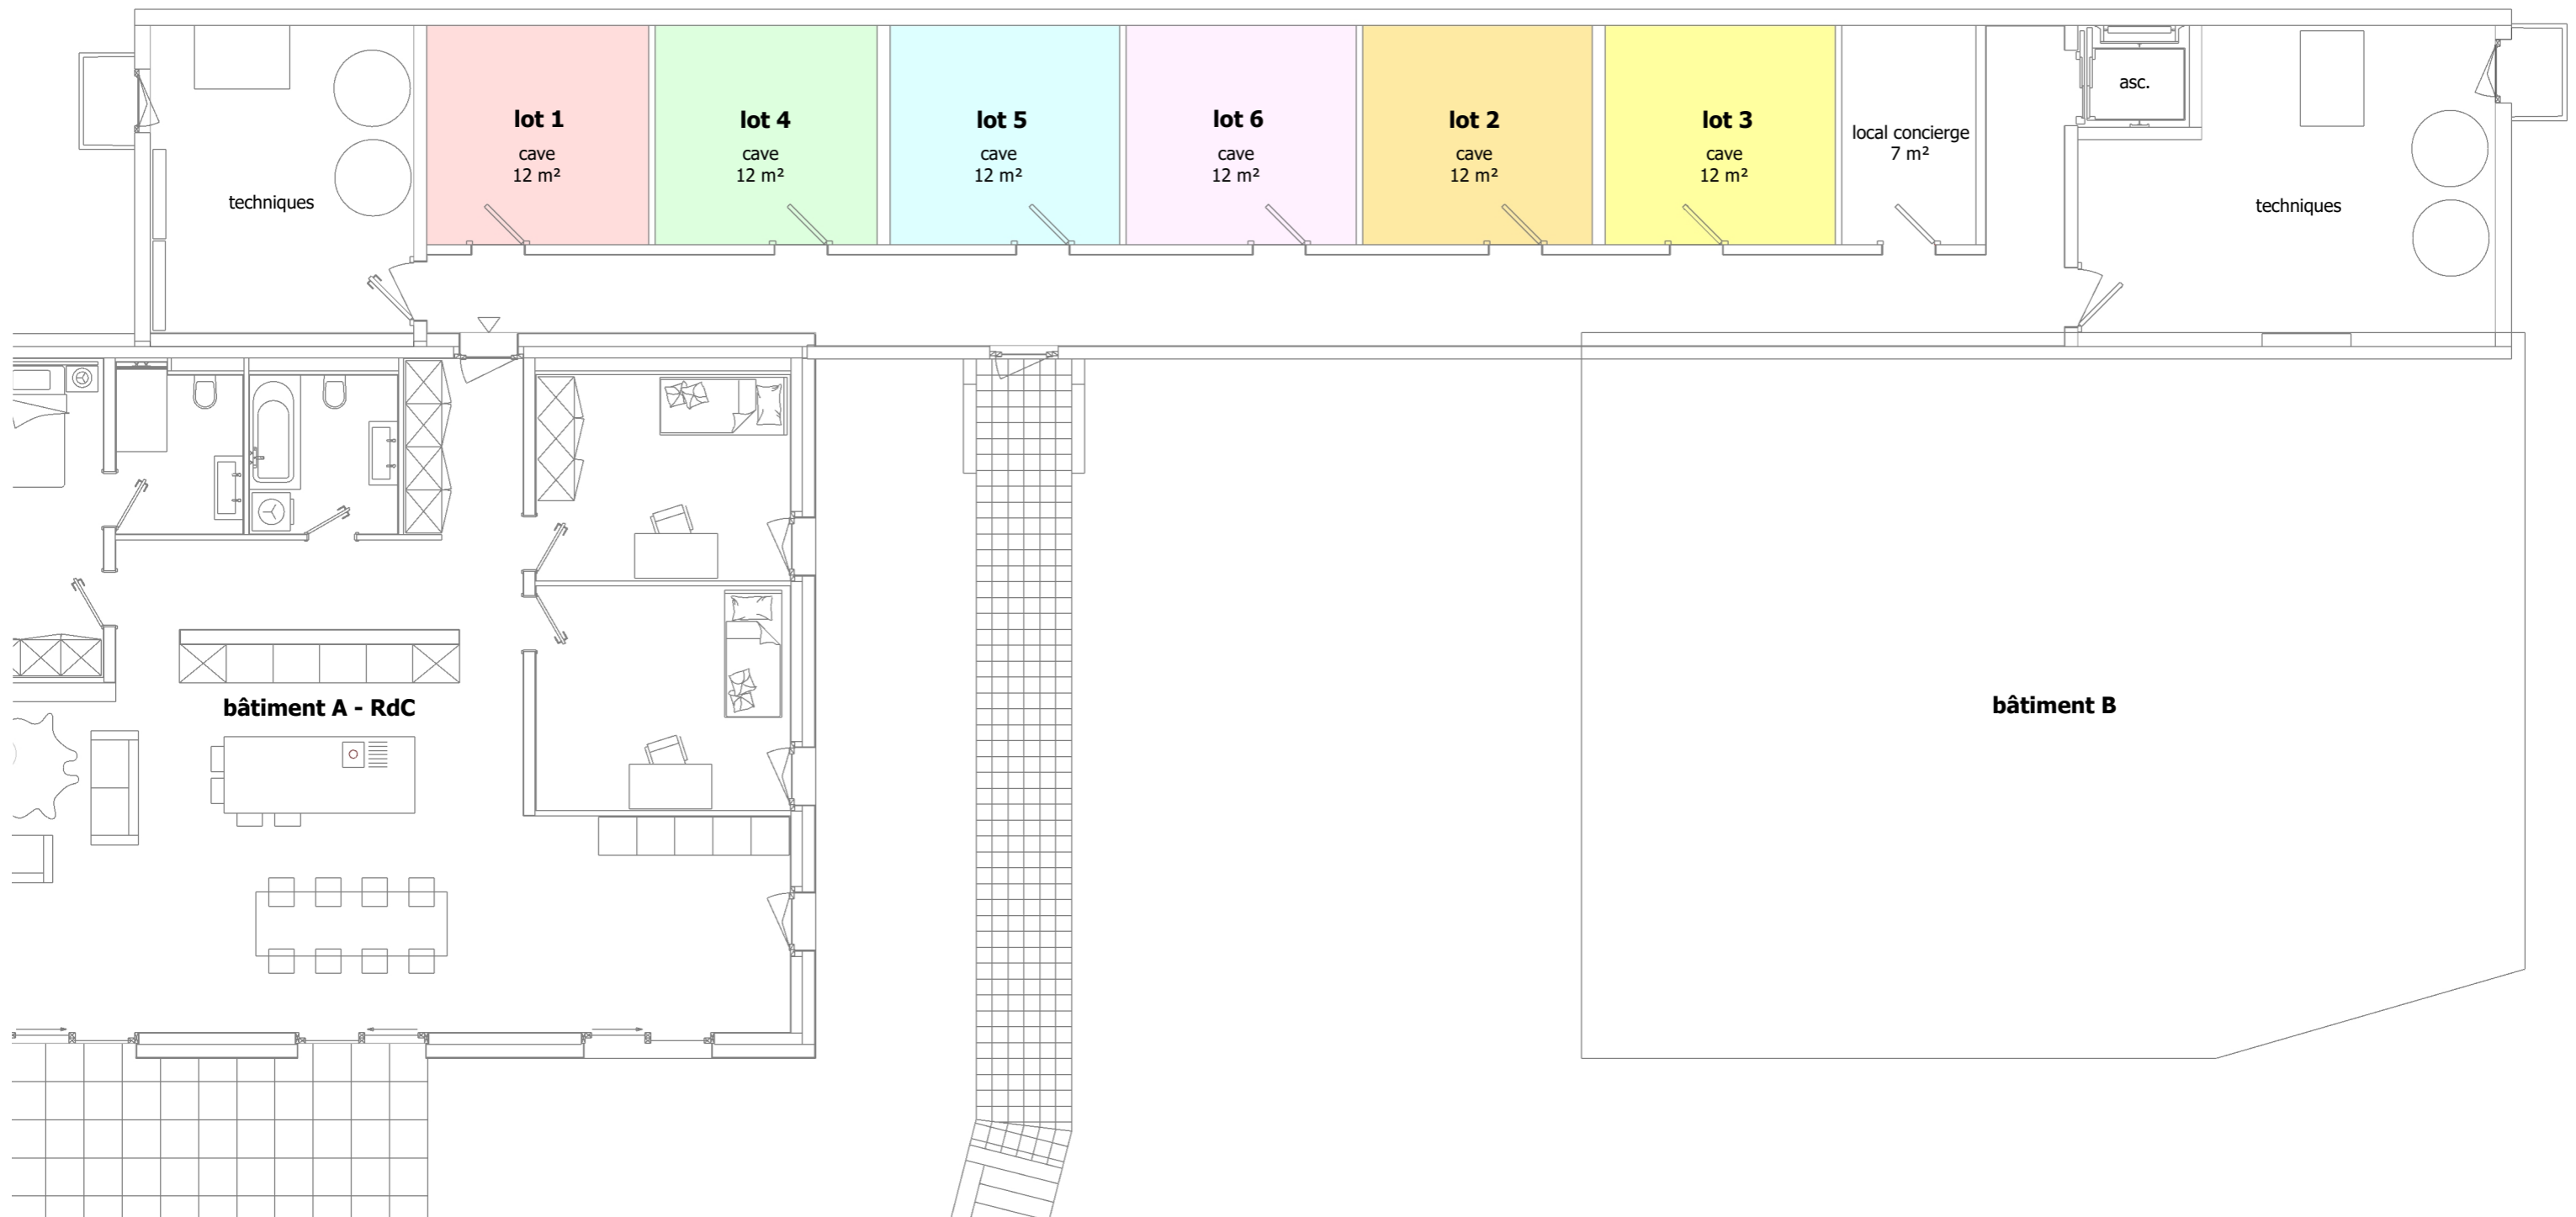 lot 1
cave
12 m²
lot 4
cave
12 m²
lot 5
cave
12 m²
lot 6
cave
12 m²
lot 2
cave
12 m²
lot 3
cave
12 m²
local concierge
7 m²
asc.
techniques
techniques
bâtiment A - RdC
bâtiment B